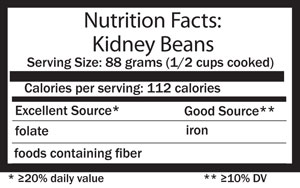 Nutrition Facts:
Kidney Beans
Serving Size: 88 grams (1/2 cups cooked)
Calories per serving: 112 calories
Excellent Source* Good Source**
folate iron
foods containing fiber
* ≥20% daily value ** ≥10% DV